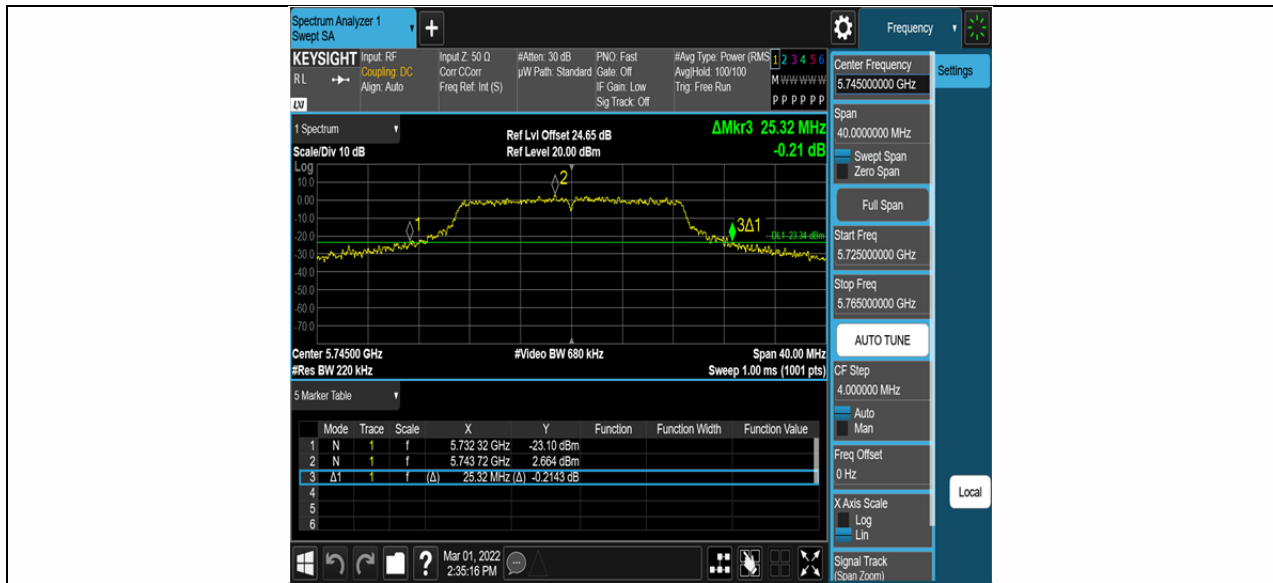 Spectrum Analyzer 1
Swept SA
+
Frequency
KEYSIGHT
RL
LXI
Input: RF
Coupling: DC
Align: Auto
Input Z: 50 Ω
Corr CCorr
Freq Ref: Int (S)
#Atten: 30 dB
µW Path: Standard
PNO: Fast
Gate: Off
IF Gain: Low
Sig Track: Off
#Avg Type: Power (RMS
Avg|Hold: 100/100
Trig: Free Run
1 2 3 4 5 6
M W W W W W
P P P P P P
1 Spectrum
Scale/Div 10 dB
Ref Lvl Offset 24.65 dB
Ref Level 20.00 dBm
ΔMkr3 25.32 MHz
-0.21 dB
Log
10.0
0.00
-10.0
-20.0
-30.0
-40.0
-50.0
-60.0
-70.0
1
2
3Δ1
DL1 -23.34 dBm
Center 5.74500 GHz
#Res BW 220 kHz
#Video BW 680 kHz
Span 40.00 MHz
Sweep 1.00 ms (1001 pts)
5 Marker Table
Mode Trace Scale X Y Function Function Width Function Value
1 N 1 f 5.732 32 GHz -23.10 dBm
2 N 1 f 5.743 72 GHz 2.664 dBm
3 Δ1 1 f (Δ) 25.32 MHz (Δ) -0.2143 dB
4
5
6
?
Mar 01, 2022
2:35:16 PM
Center Frequency
5.745000000 GHz
Span
40.0000000 MHz
Swept Span
Zero Span
Full Span
Start Freq
5.725000000 GHz
Stop Freq
5.765000000 GHz
AUTO TUNE
CF Step
4.000000 MHz
Auto
Man
Freq Offset
0 Hz
X Axis Scale
Log
Lin
Signal Track
(Span Zoom)
Settings
Local